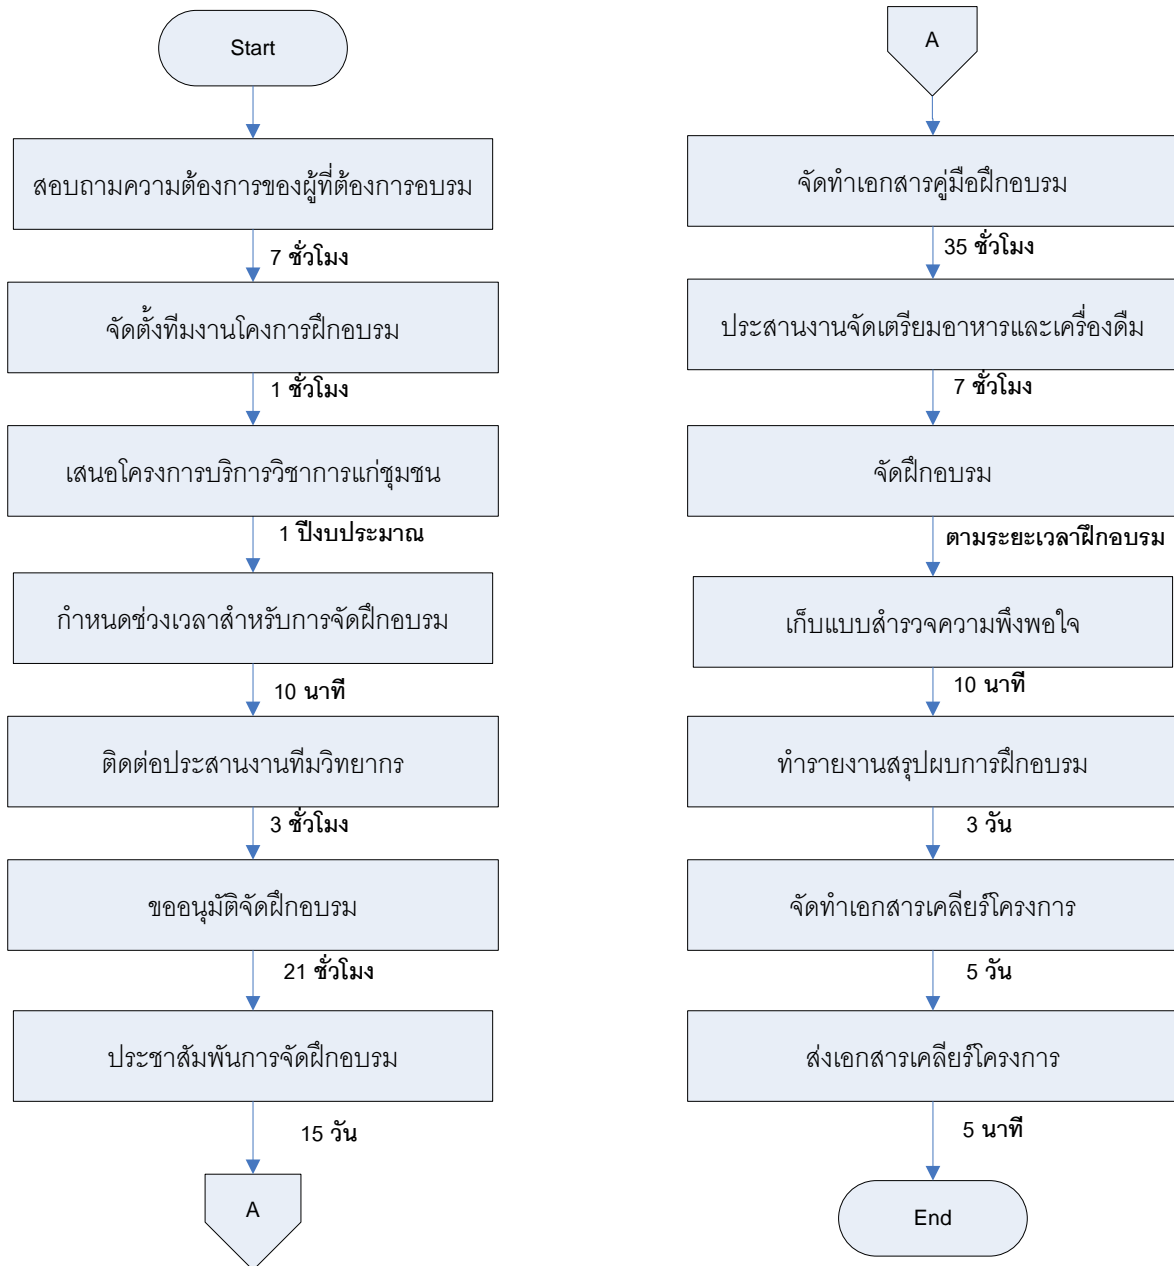 Start
สอบถามความต้องการของผู้ที่ต้องการอบรม
7 ชั่วโมง
จัดตั้งทีมงานโคงการฝึกอบรม
1 ชั่วโมง
เสนอโครงการบริการวิชาการแก่ชุมชน
1 ปีงบประมาณ
กำหนดช่วงเวลาสำหรับการจัดฝึกอบรม
10 นาที
ติดต่อประสานงานทีมวิทยากร
3 ชั่วโมง
ขออนุมัติจัดฝึกอบรม
21 ชั่วโมง
ประชาสัมพันการจัดฝึกอบรม
15 วัน
A
A
จัดทำเอกสารคู่มือฝึกอบรม
35 ชั่วโมง
ประสานงานจัดเตรียมอาหารและเครื่องดืม
7 ชั่วโมง
จัดฝึกอบรม
ตามระยะเวลาฝึกอบรม
เก็บแบบสำรวจความพึงพอใจ
10 นาที
ทำรายงานสรุปผบการฝึกอบรม
3 วัน
จัดทำเอกสารเคลียร์โครงการ
5 วัน
ส่งเอกสารเคลียร์โครงการ
5 นาที
End